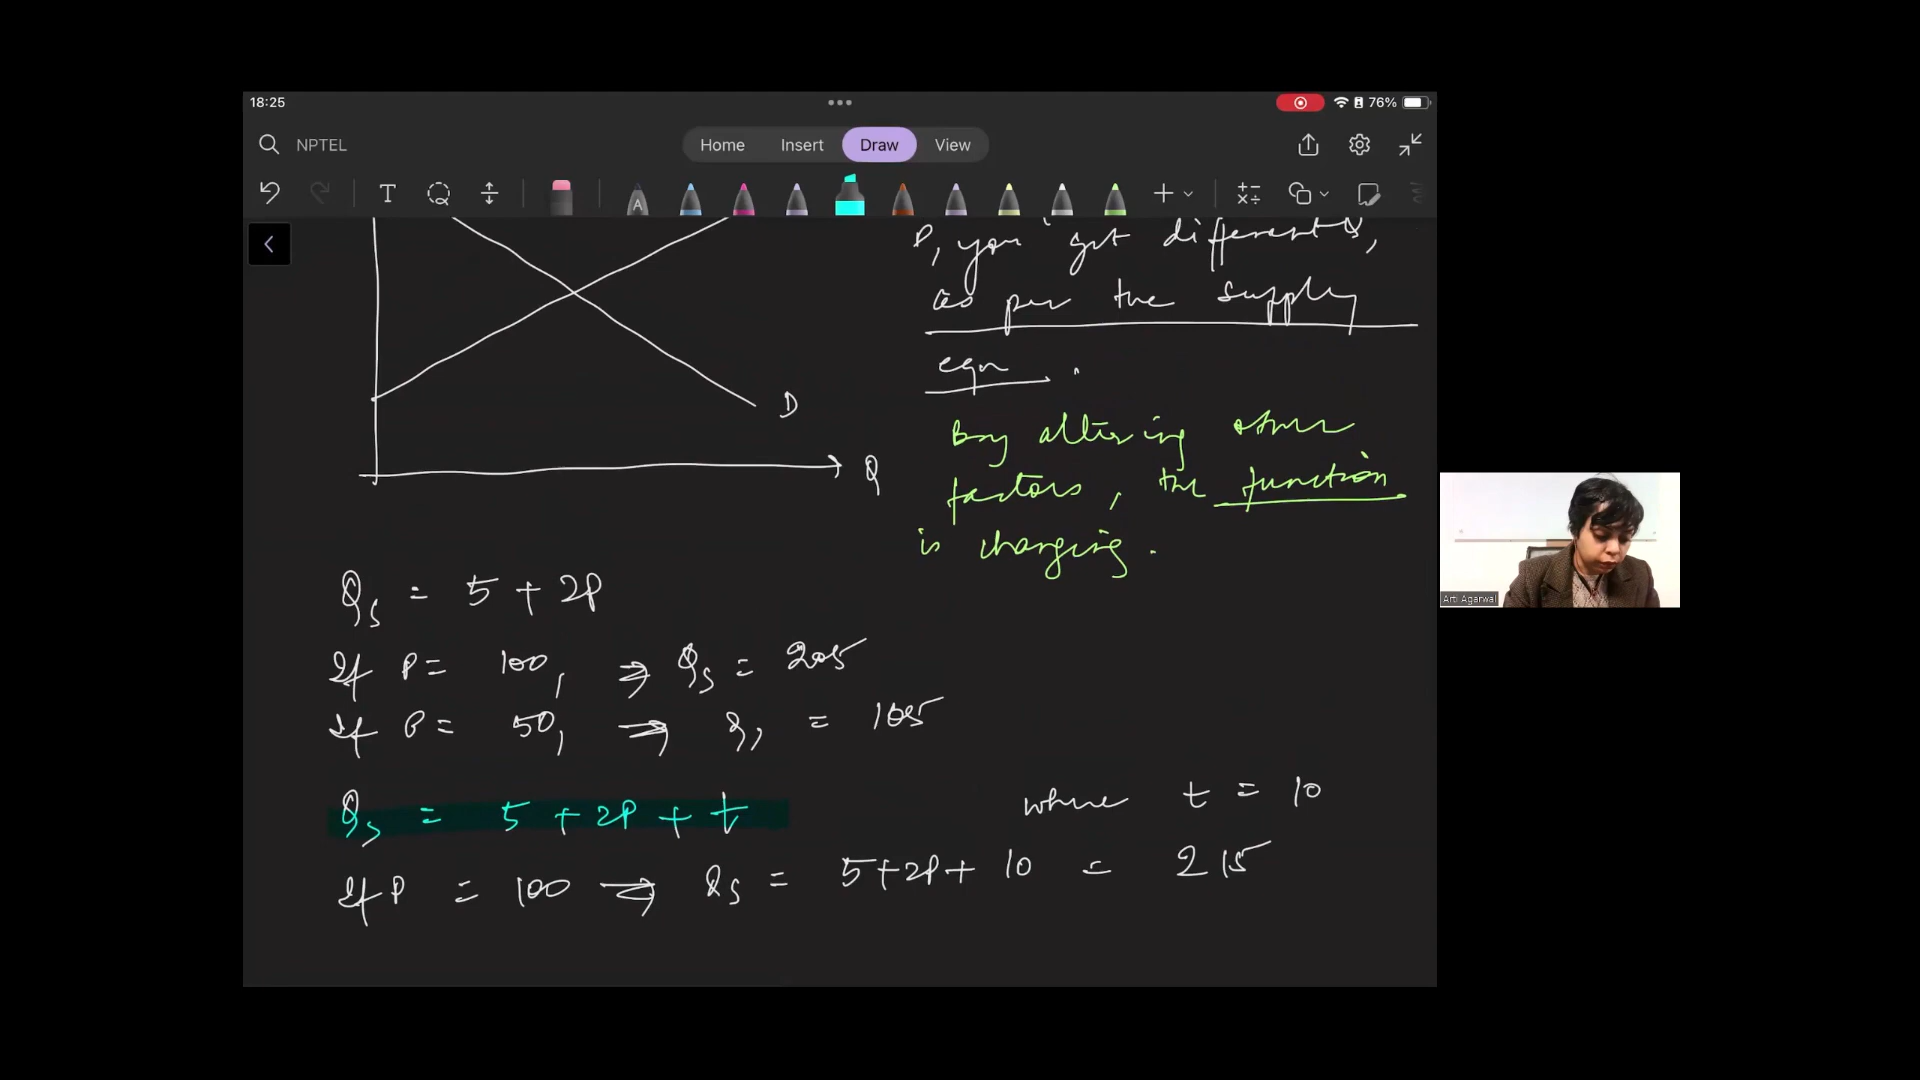 18:25
76%
NPTEL
Home Insert Draw View
A
P, you get different Q,
as per the supply
eqn.
D
Q
By altering other
factors, the function
is changing.
Qs = 5 + 2P
If P = 100, ⇒ Qs = 205
If P = 50, ⇒ Qs = 105
Qs = 5 + 2P + t where t = 10
If P = 100 ⇒ Qs = 5+2P+ 10 = 215
Arti Agarwal